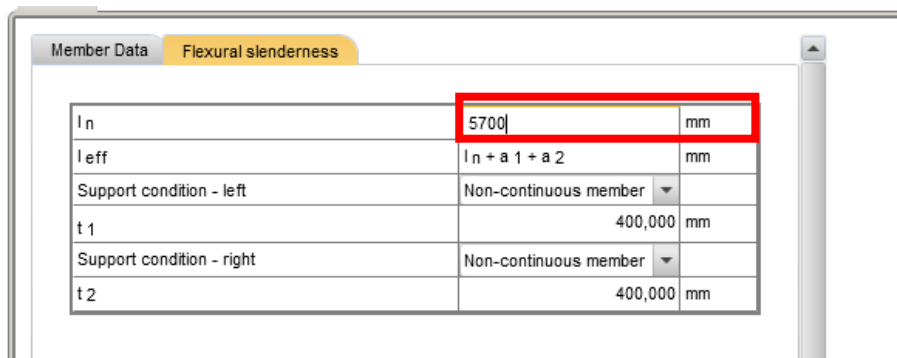 Member Data Flexural slenderness
l n 5700 mm
l eff l n + a 1 + a 2 mm
Support condition - left Non-continuous member
t 1 400,000 mm
Support condition - right Non-continuous member
t 2 400,000 mm